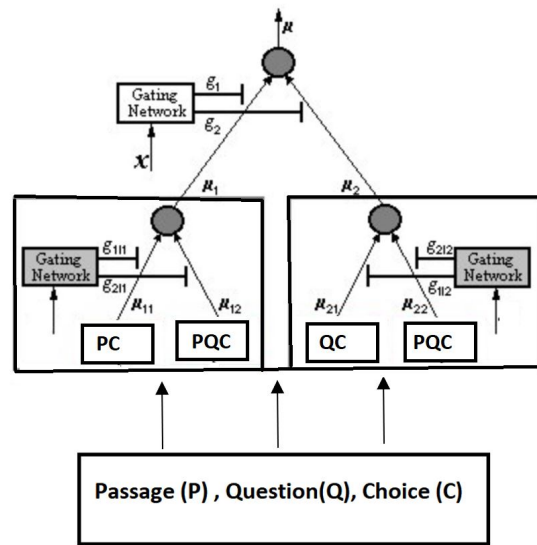 μ
Gating
Network
g1
g2
x
μ1
μ2
Gating
Network
g1|1
g2|1
g2|2
g1|2
Gating
Network
μ11
μ12
μ21
μ22
PC
PQC
QC
PQC
Passage (P) , Question(Q), Choice (C)